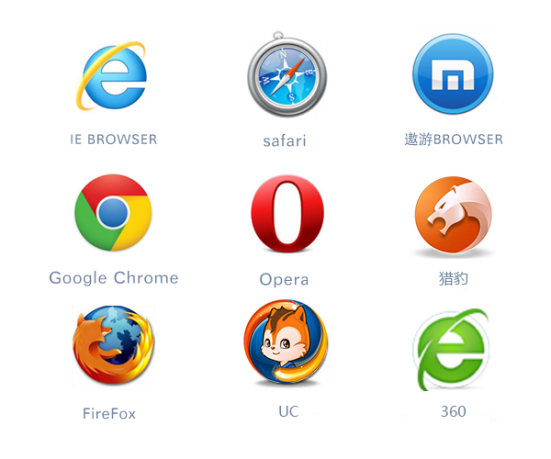 IE BROWSER
safari
遨游BROWSER
Google Chrome
Opera
猎豹
FireFox
UC
360